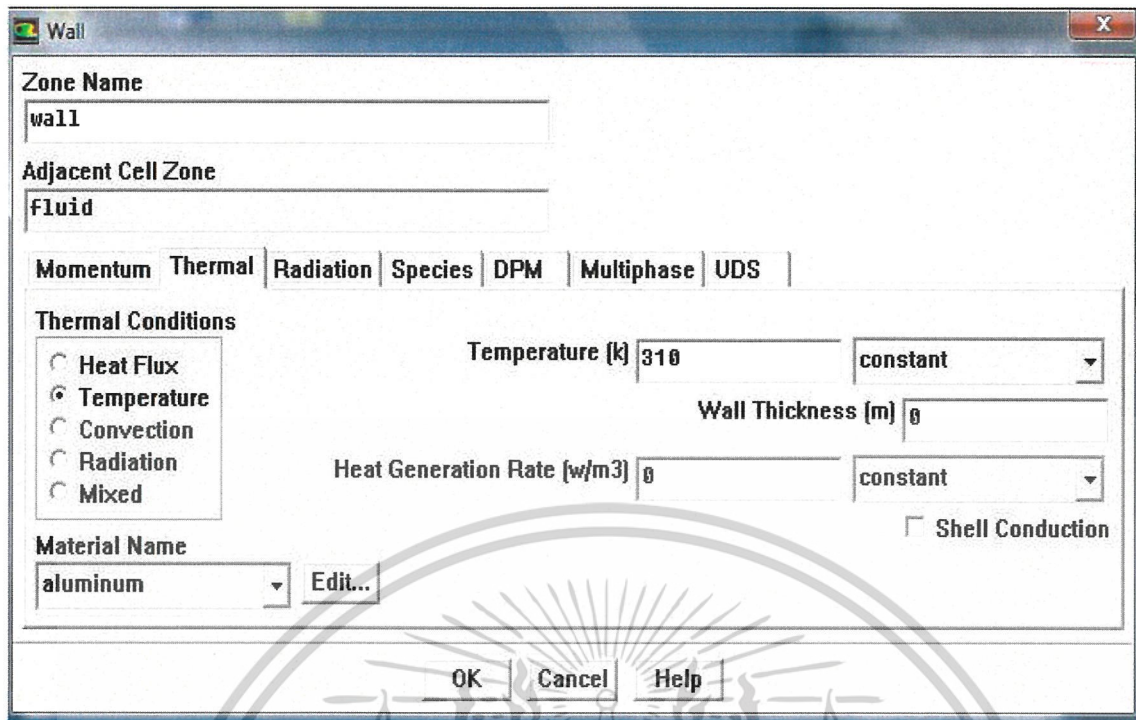 Wall
X
Zone Name
wall
Adjacent Cell Zone
fluid
Momentum Thermal Radiation Species DPM Multiphase UDS
Thermal Conditions
Heat Flux
Temperature
Convection
Radiation
Mixed
Temperature (k) 310 constant
Wall Thickness (m) 0
Heat Generation Rate (w/m3) 0 constant
Shell Conduction
Material Name
aluminum Edit...
OK Cancel Help